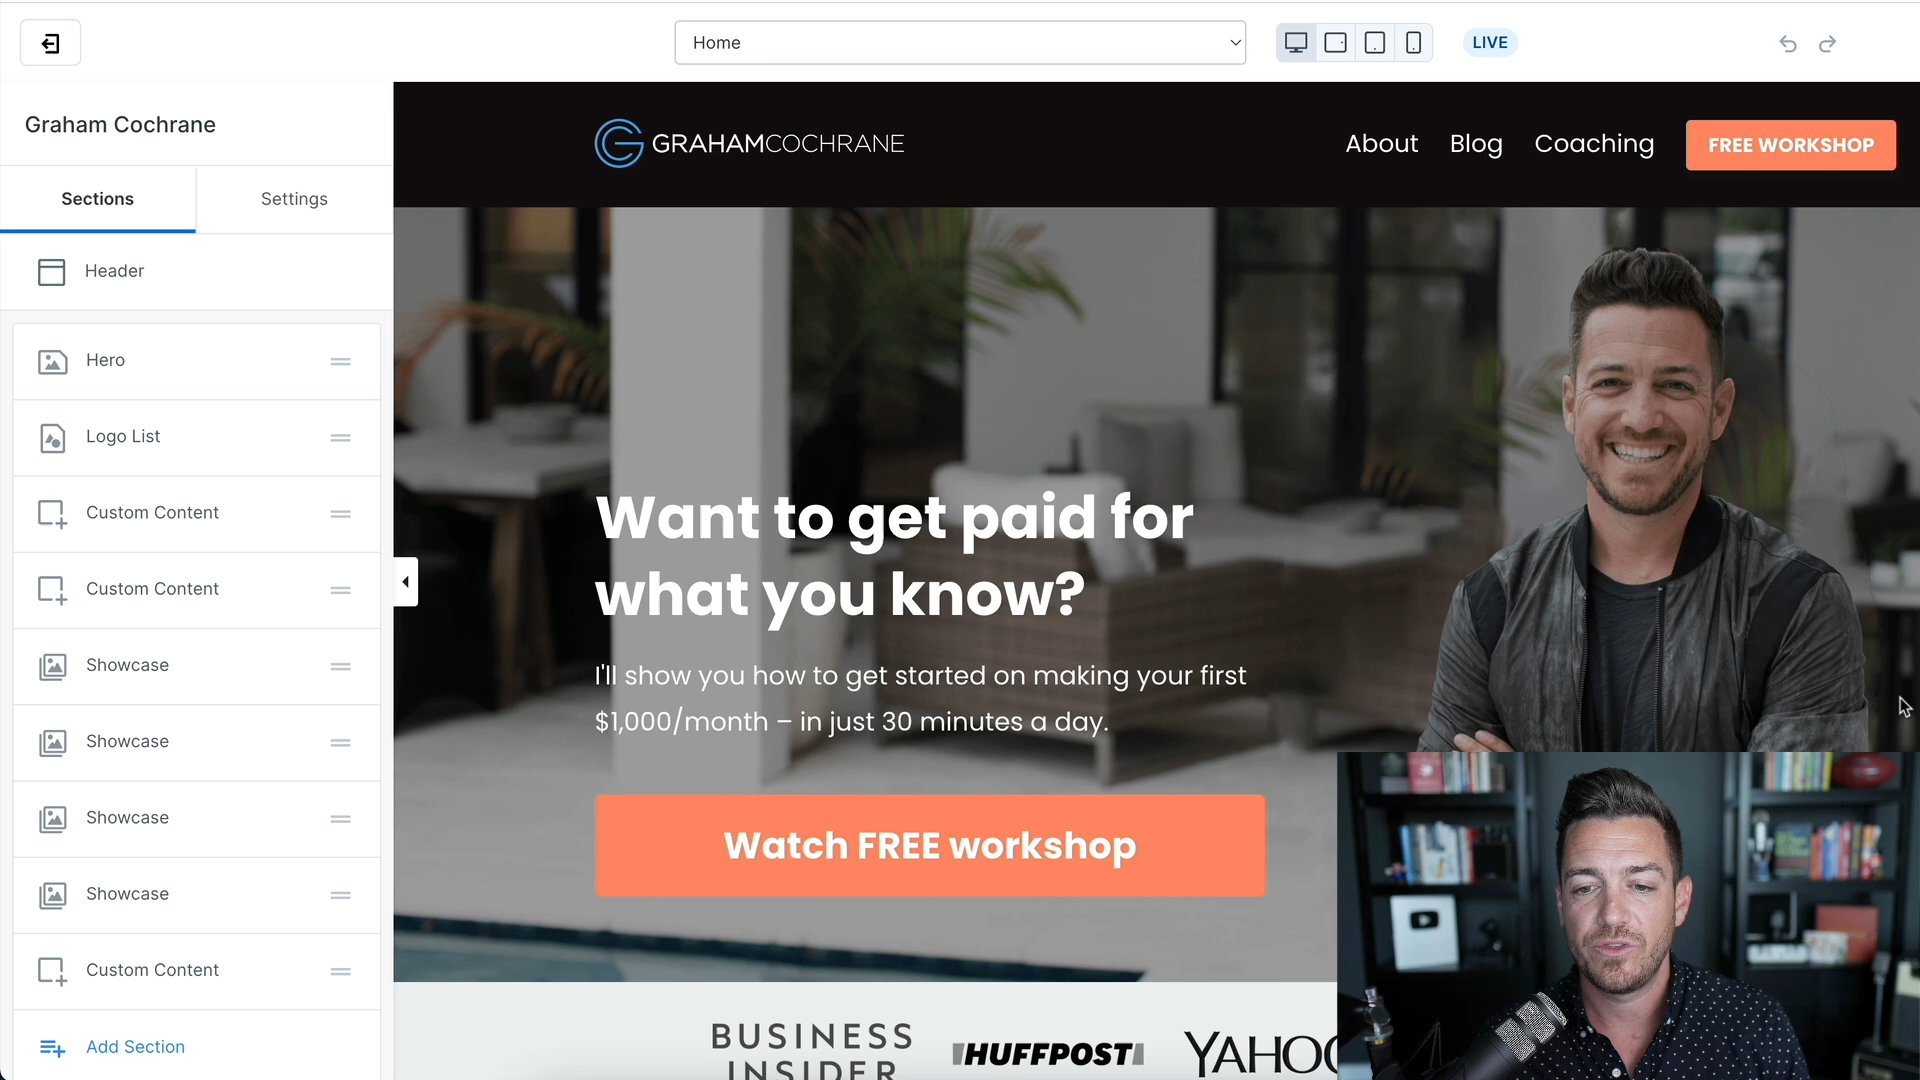 Home
LIVE
Graham Cochrane
Sections
Settings
Header
Hero
Logo List
Custom Content
Custom Content
Showcase
Showcase
Showcase
Showcase
Custom Content
Add Section
GRAHAMCOCHRANE
About
Blog
Coaching
FREE WORKSHOP
Want to get paid for
what you know?
I'll show you how to get started on making your first
$1,000/month – in just 30 minutes a day.
Watch FREE workshop
BUSINESS
INSIDER
HUFFPOST
YAHOO